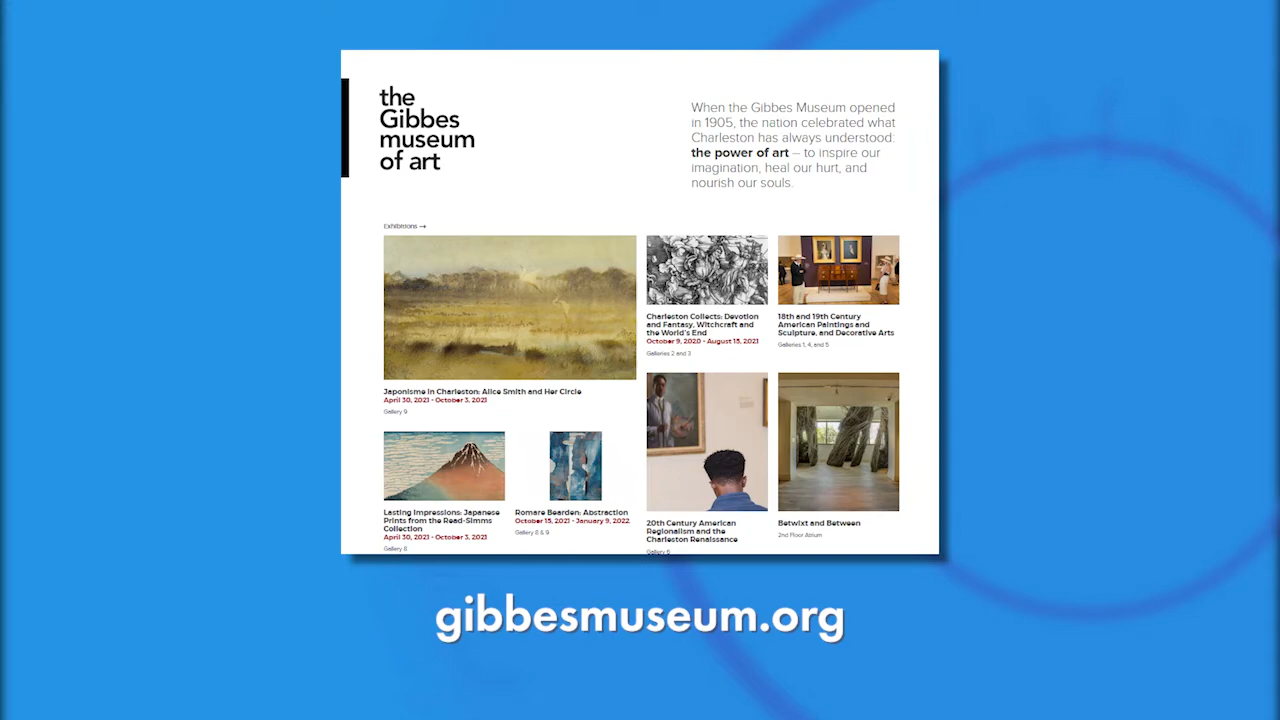 the
Gibbes
museum
of art
When the Gibbes Museum opened
in 1905, the nation celebrated what
Charleston has always understood:
the power of art – to inspire our
imagination, heal our hurt, and
nourish our souls.
Exhibitions →
Japonisme in Charleston: Alice Smith and Her Circle
April 30, 2021 - October 3, 2021
Gallery 9
Lasting Impressions: Japanese
Prints from the Read-Simms
Collection
April 30, 2021 - October 3, 2021
Gallery 8
Romare Bearden: Abstraction
October 15, 2021 - January 9, 2022
Gallery 8 & 9
Charleston Collects: Devotion
and Fantasy, Witchcraft and
the World's End
October 9, 2020 - August 15, 2021
Galleries 2 and 3
18th and 19th Century
American Paintings and
Sculpture, and Decorative Arts
Galleries 1, 4, and 5
20th Century American
Regionalism and the
Charleston Renaissance
Gallery 6
Betwixt and Between
2nd Floor Atrium
gibbesmuseum.org